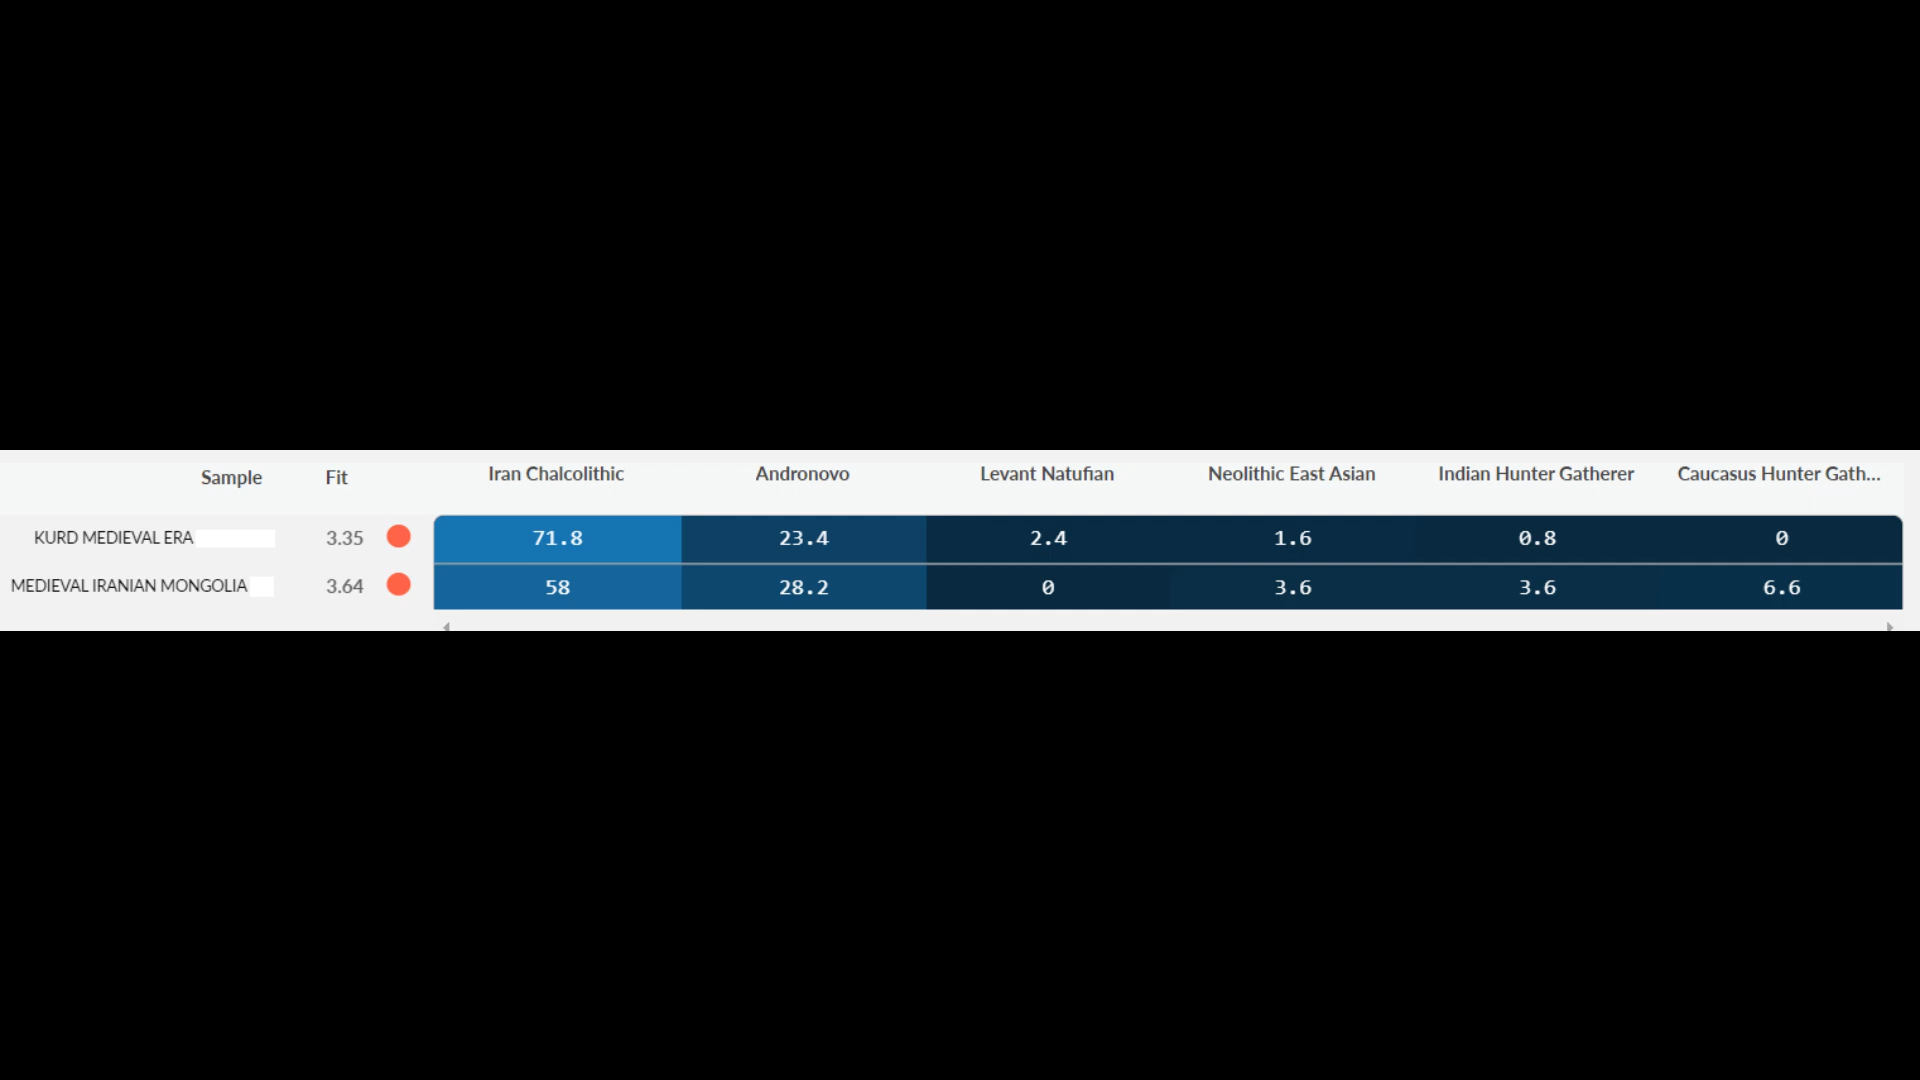 Sample Fit Iran Chalcolithic Andronovo Levant Natufian Neolithic East Asian Indian Hunter Gatherer Caucasus Hunter Gath...
KURD MEDIEVAL ERA 3.35 71.8 23.4 2.4 1.6 0.8 0
MEDIEVAL IRANIAN MONGOLIA 3.64 58 28.2 0 3.6 3.6 6.6